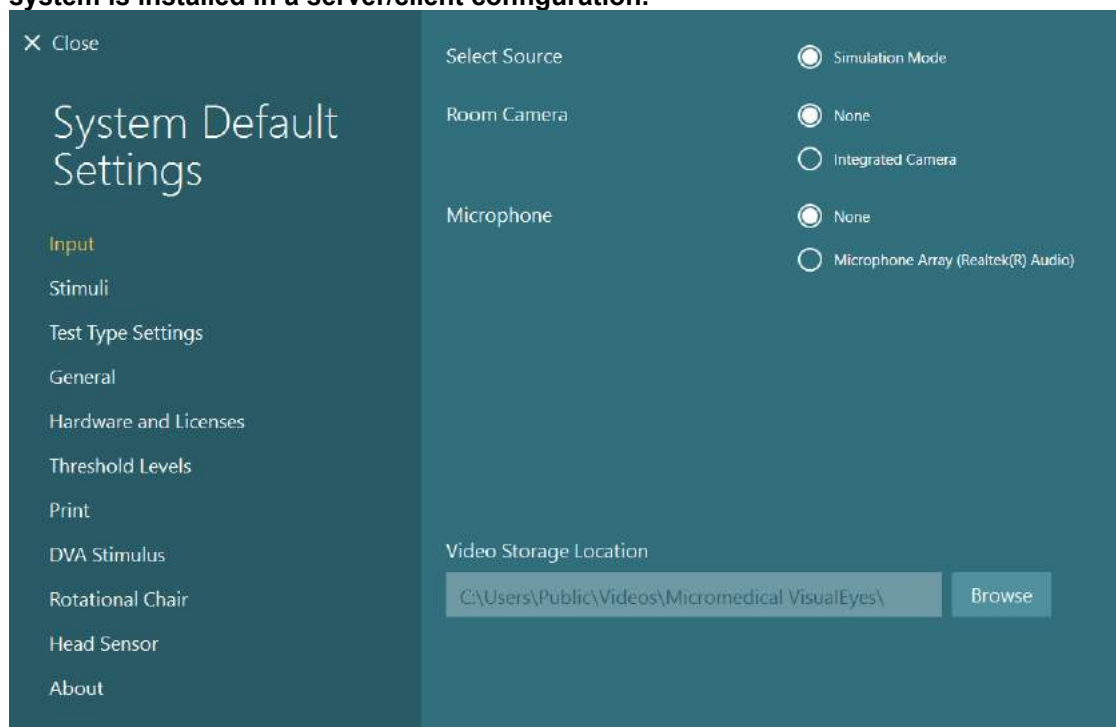 system is installed in a server/client configuration.
Close
System Default
Settings
Input
Stimuli
Test Type Settings
General
Hardware and Licenses
Threshold Levels
Print
DVA Stimulus
Rotational Chair
Head Sensor
About
Select Source
Simulation Mode
Room Camera
None
Integrated Camera
Microphone
None
Microphone Array (Realtek(R) Audio)
Video Storage Location
C:\Users\Public\Videos\Micromedical VisualEyes\
Browse